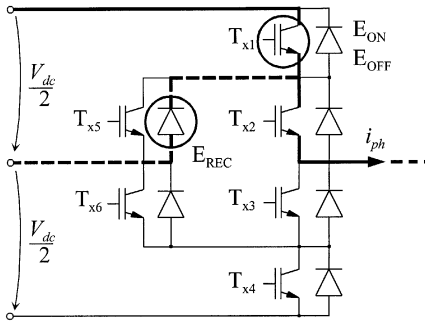 T_x1
E_ON
E_OFF
V_dc
2
T_x5
T_x2
i_ph
E_REC
T_x6
T_x3
V_dc
2
T_x4